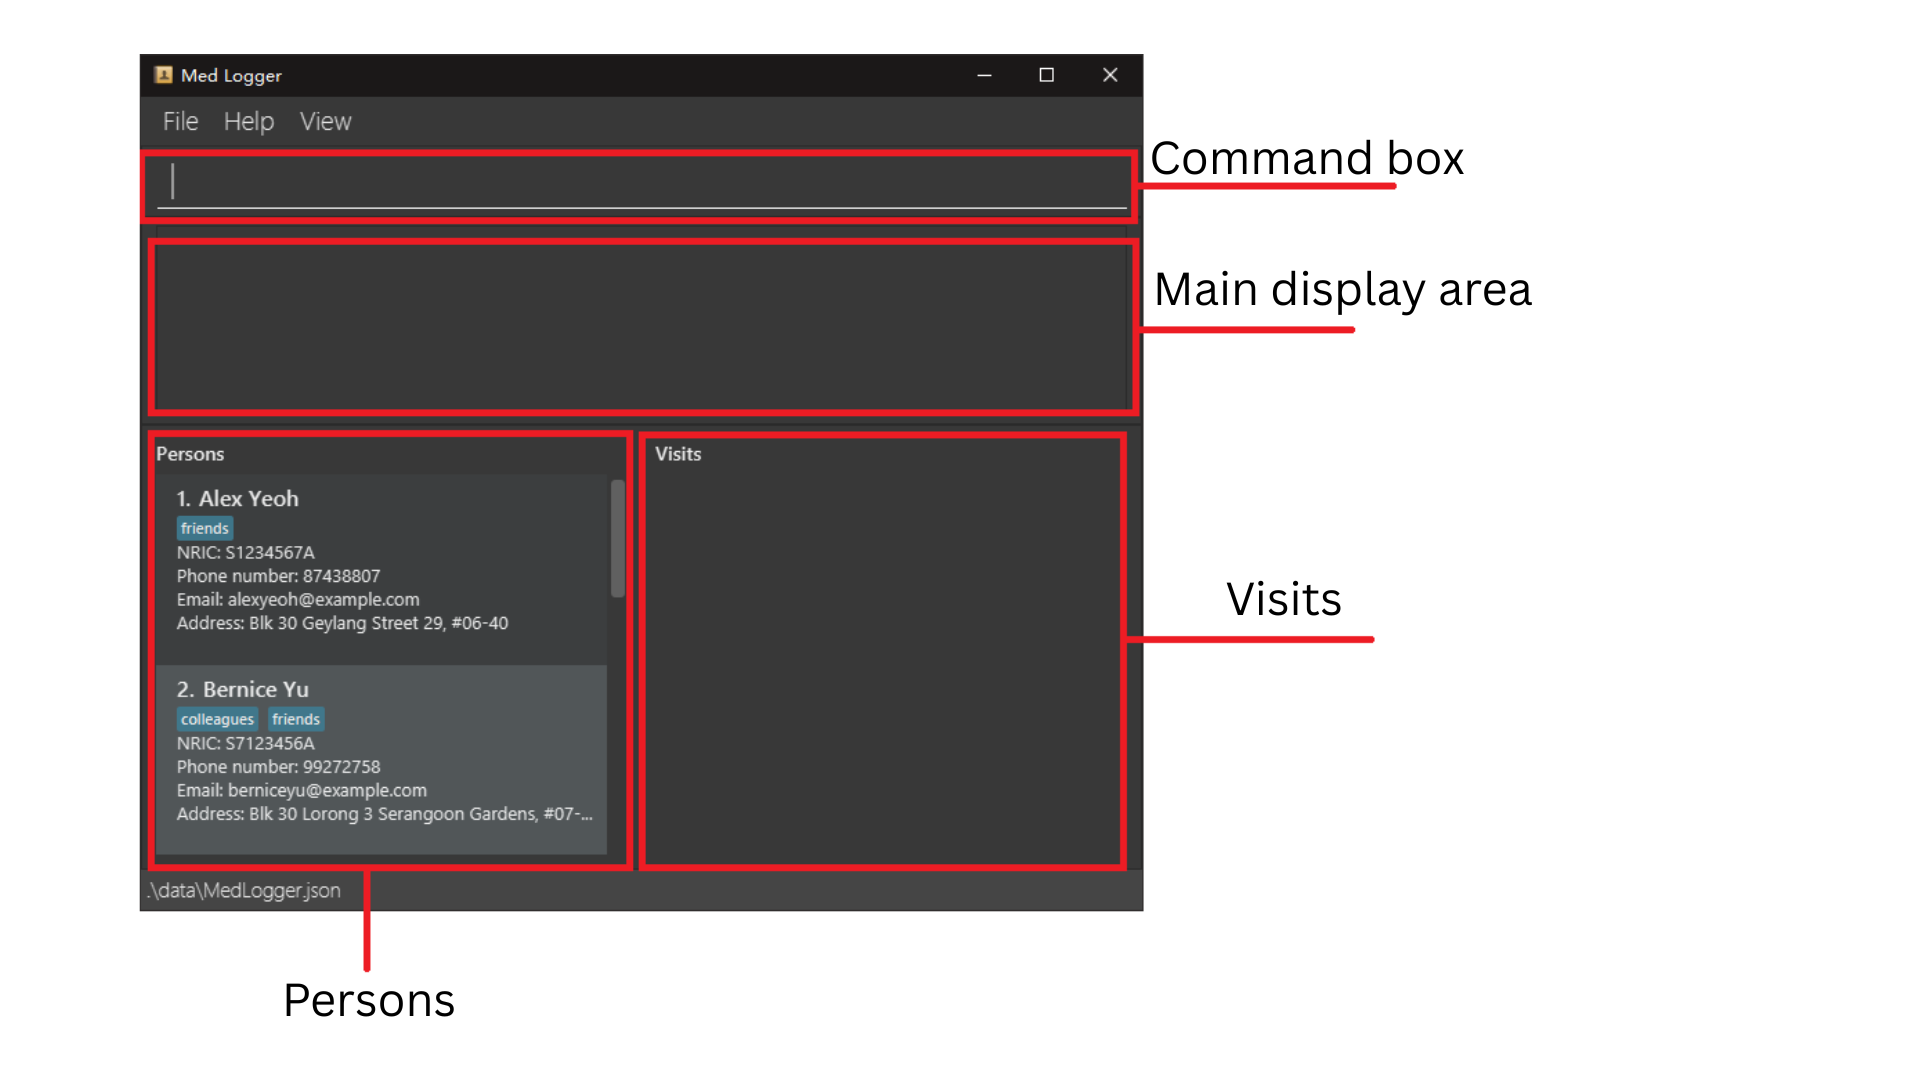 Med Logger
File Help View
Command box
Main display area
Persons
1. Alex Yeoh
friends
NRIC: S1234567A
Phone number: 87438807
Email: alexyeoh@example.com
Address: Blk 30 Geylang Street 29, #06-40
2. Bernice Yu
colleagues friends
NRIC: S7123456A
Phone number: 99272758
Email: berniceyu@example.com
Address: Blk 30 Lorong 3 Serangoon Gardens, #07-...
Visits
Visits
.\data\MedLogger.json
Persons